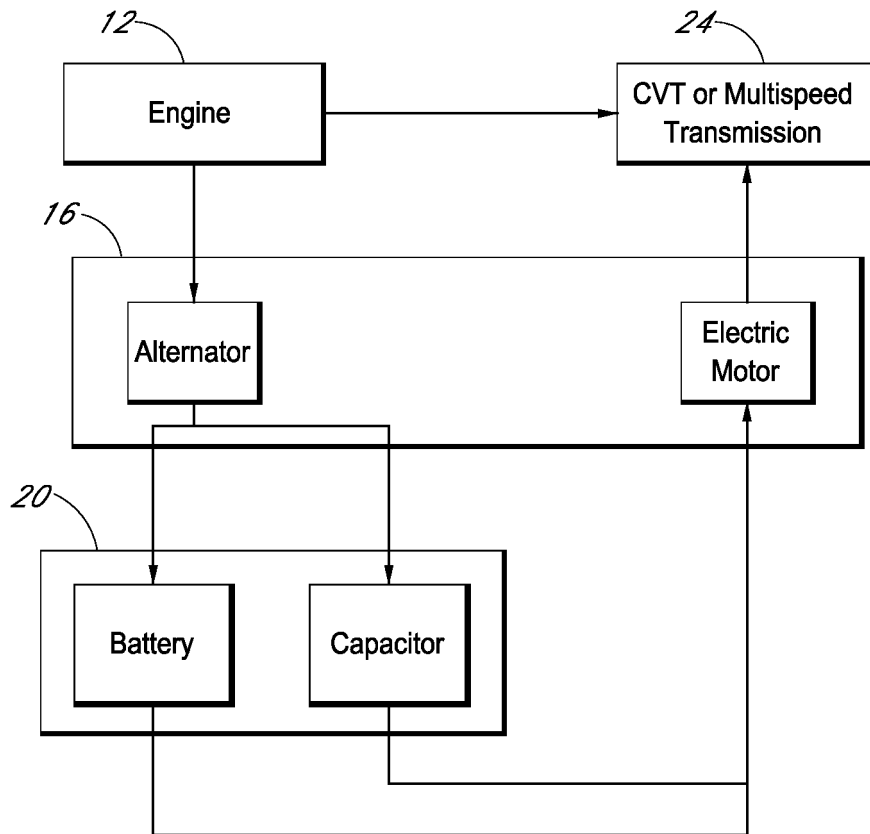 12
24
Engine
CVT or Multispeed
Transmission
16
Alternator
Electric
Motor
20
Battery
Capacitor